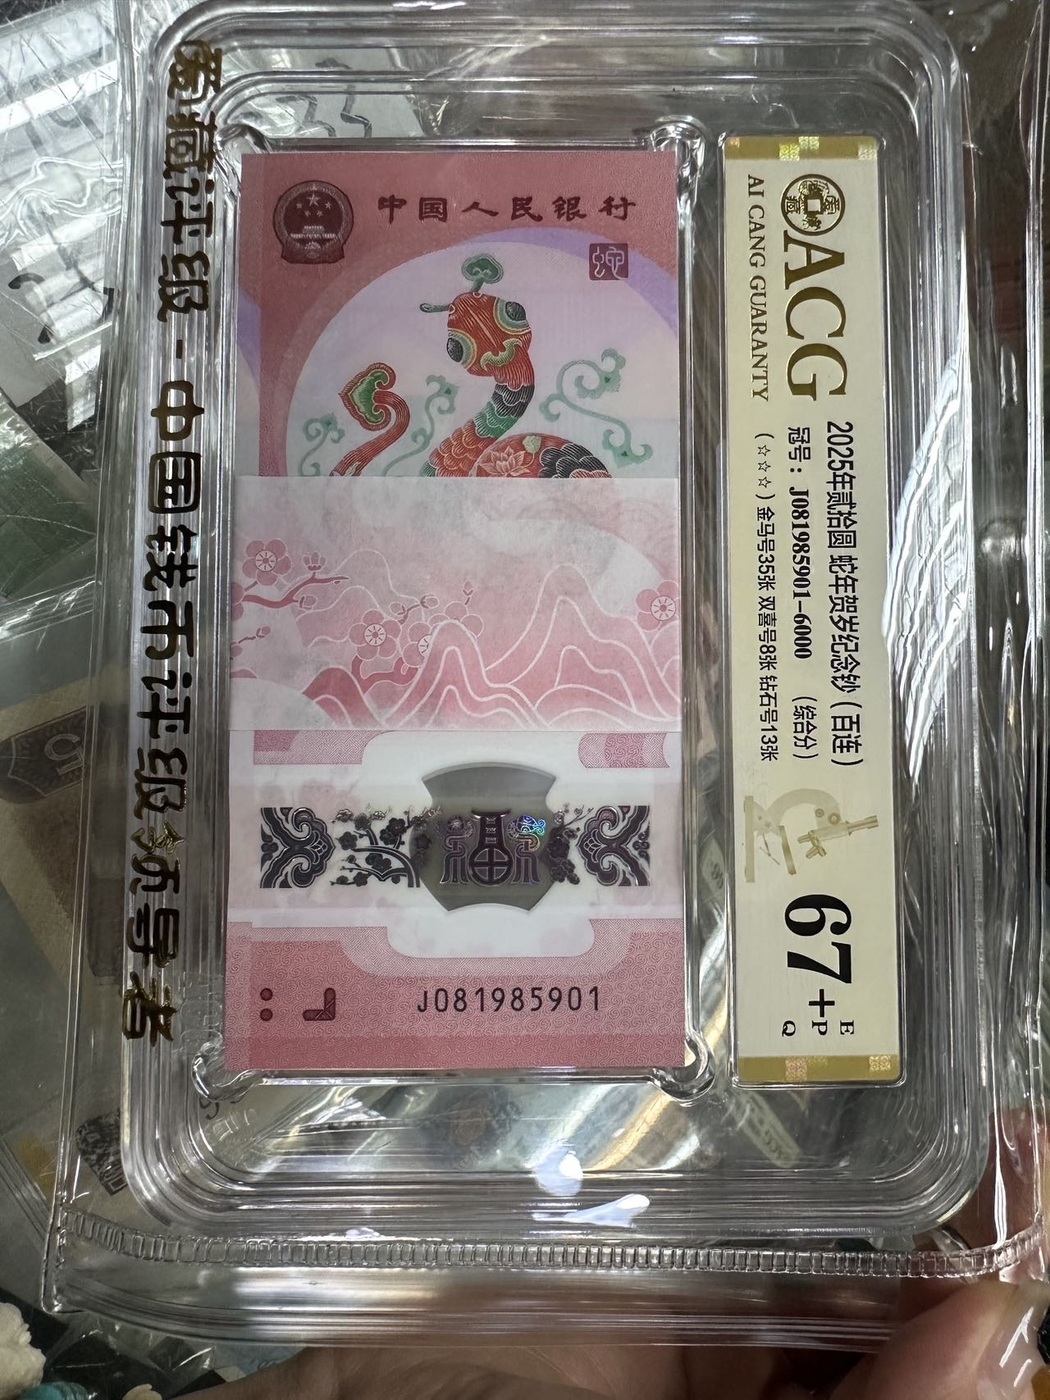 爱藏评级-中国钱币评级领导者
中国人民银行
J081985901
ACG
AI CANG GUARANTY
2025年贰拾圆 蛇年贺岁纪念钞（百连）
冠号：J081985901-6000 （综合分）
（☆☆☆）金马号35张 双喜号8张 钻石号13张
67+
E
P
Q